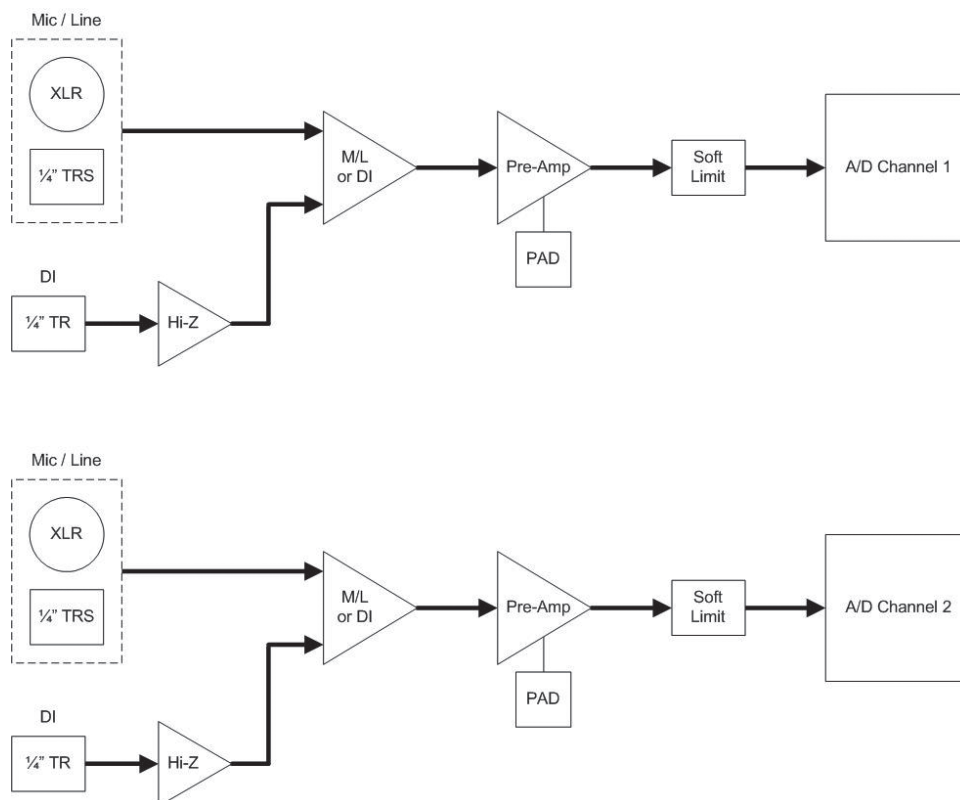 Mic / Line
XLR
¼" TRS
M/L
or DI
Pre-Amp
Soft
Limit
A/D Channel 1
PAD
DI
¼" TR
Hi-Z
Mic / Line
XLR
¼" TRS
M/L
or DI
Pre-Amp
Soft
Limit
A/D Channel 2
PAD
DI
¼" TR
Hi-Z